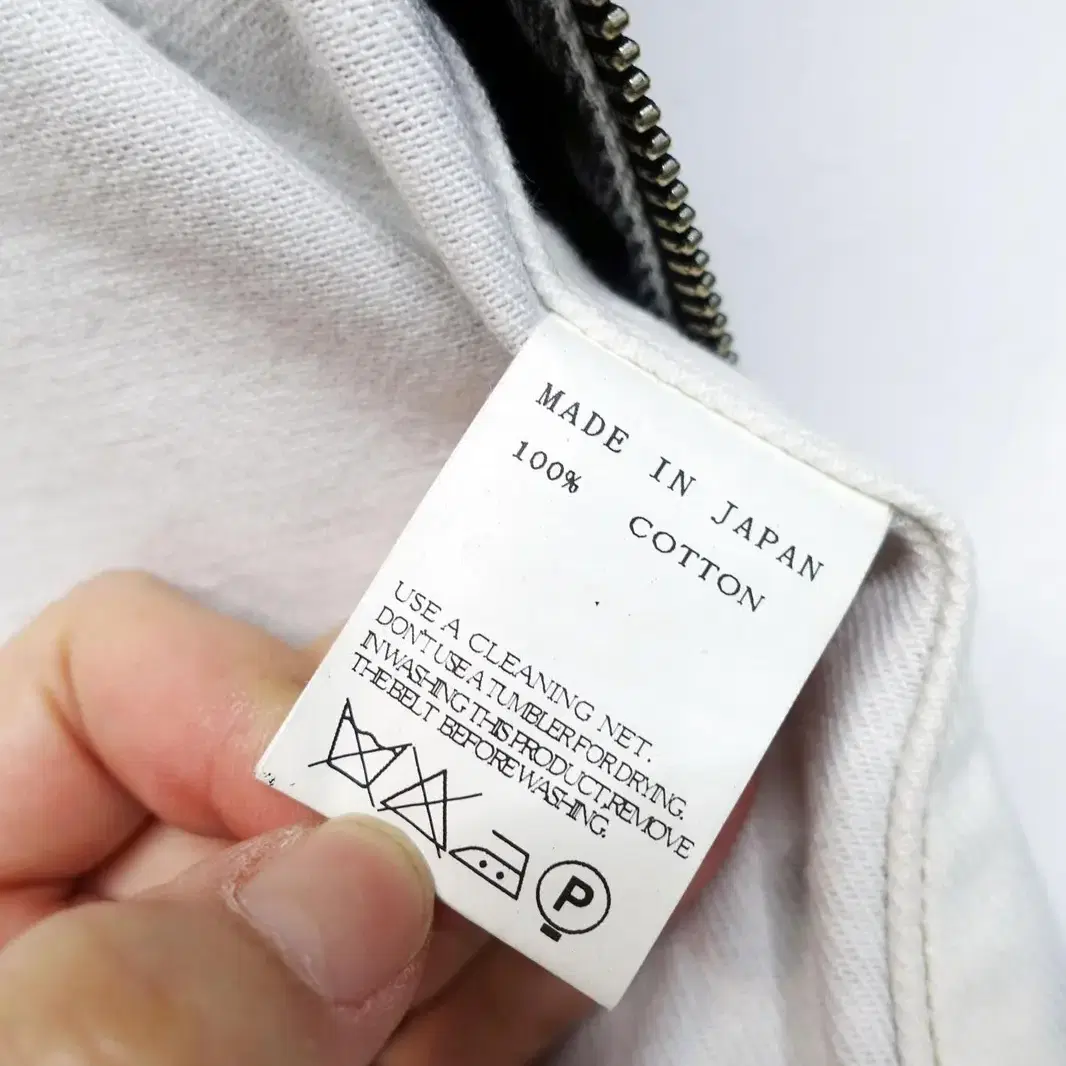 MADE IN JAPAN
100% COTTON
USE A CLEANING NET.
DON'T USE A TUMBLER FOR DRYING.
IN WASHING THIS PRODUCT,REMOVE
THE BELT BEFORE WASHING.
P